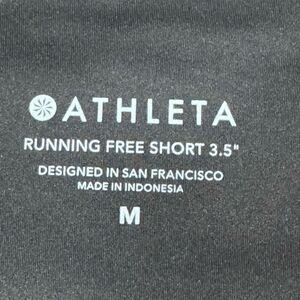 ATHLETA
RUNNING FREE SHORT 3.5"
DESIGNED IN SAN FRANCISCO
MADE IN INDONESIA
M